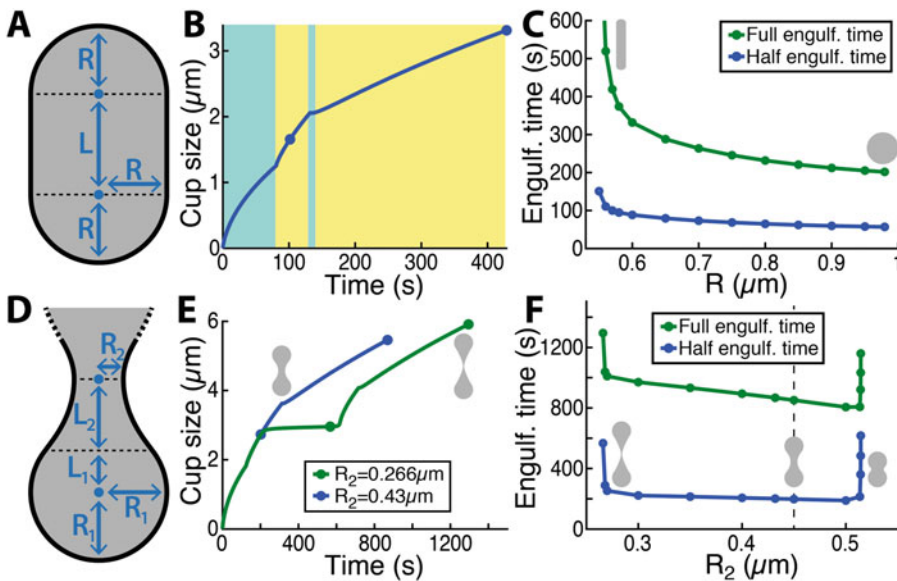 A
R
L
R
R
B
Cup size (μm)
3
2
1
0
0 100 200 300 400
Time (s)
C
Engulf. time (s)
600
500
400
300
200
100
0
Full engulf. time
Half engulf. time
0.6 0.7 0.8 0.9 1
R (μm)
D
R2
L2
L1
R1
R1
E
Cup size (μm)
6
4
2
0
R2=0.266μm
R2=0.43μm
0 400 800 1200
Time (s)
F
Engulf. time (s)
1200
800
400
0
Full engulf. time
Half engulf. time
0.3 0.4 0.5
R2 (μm)